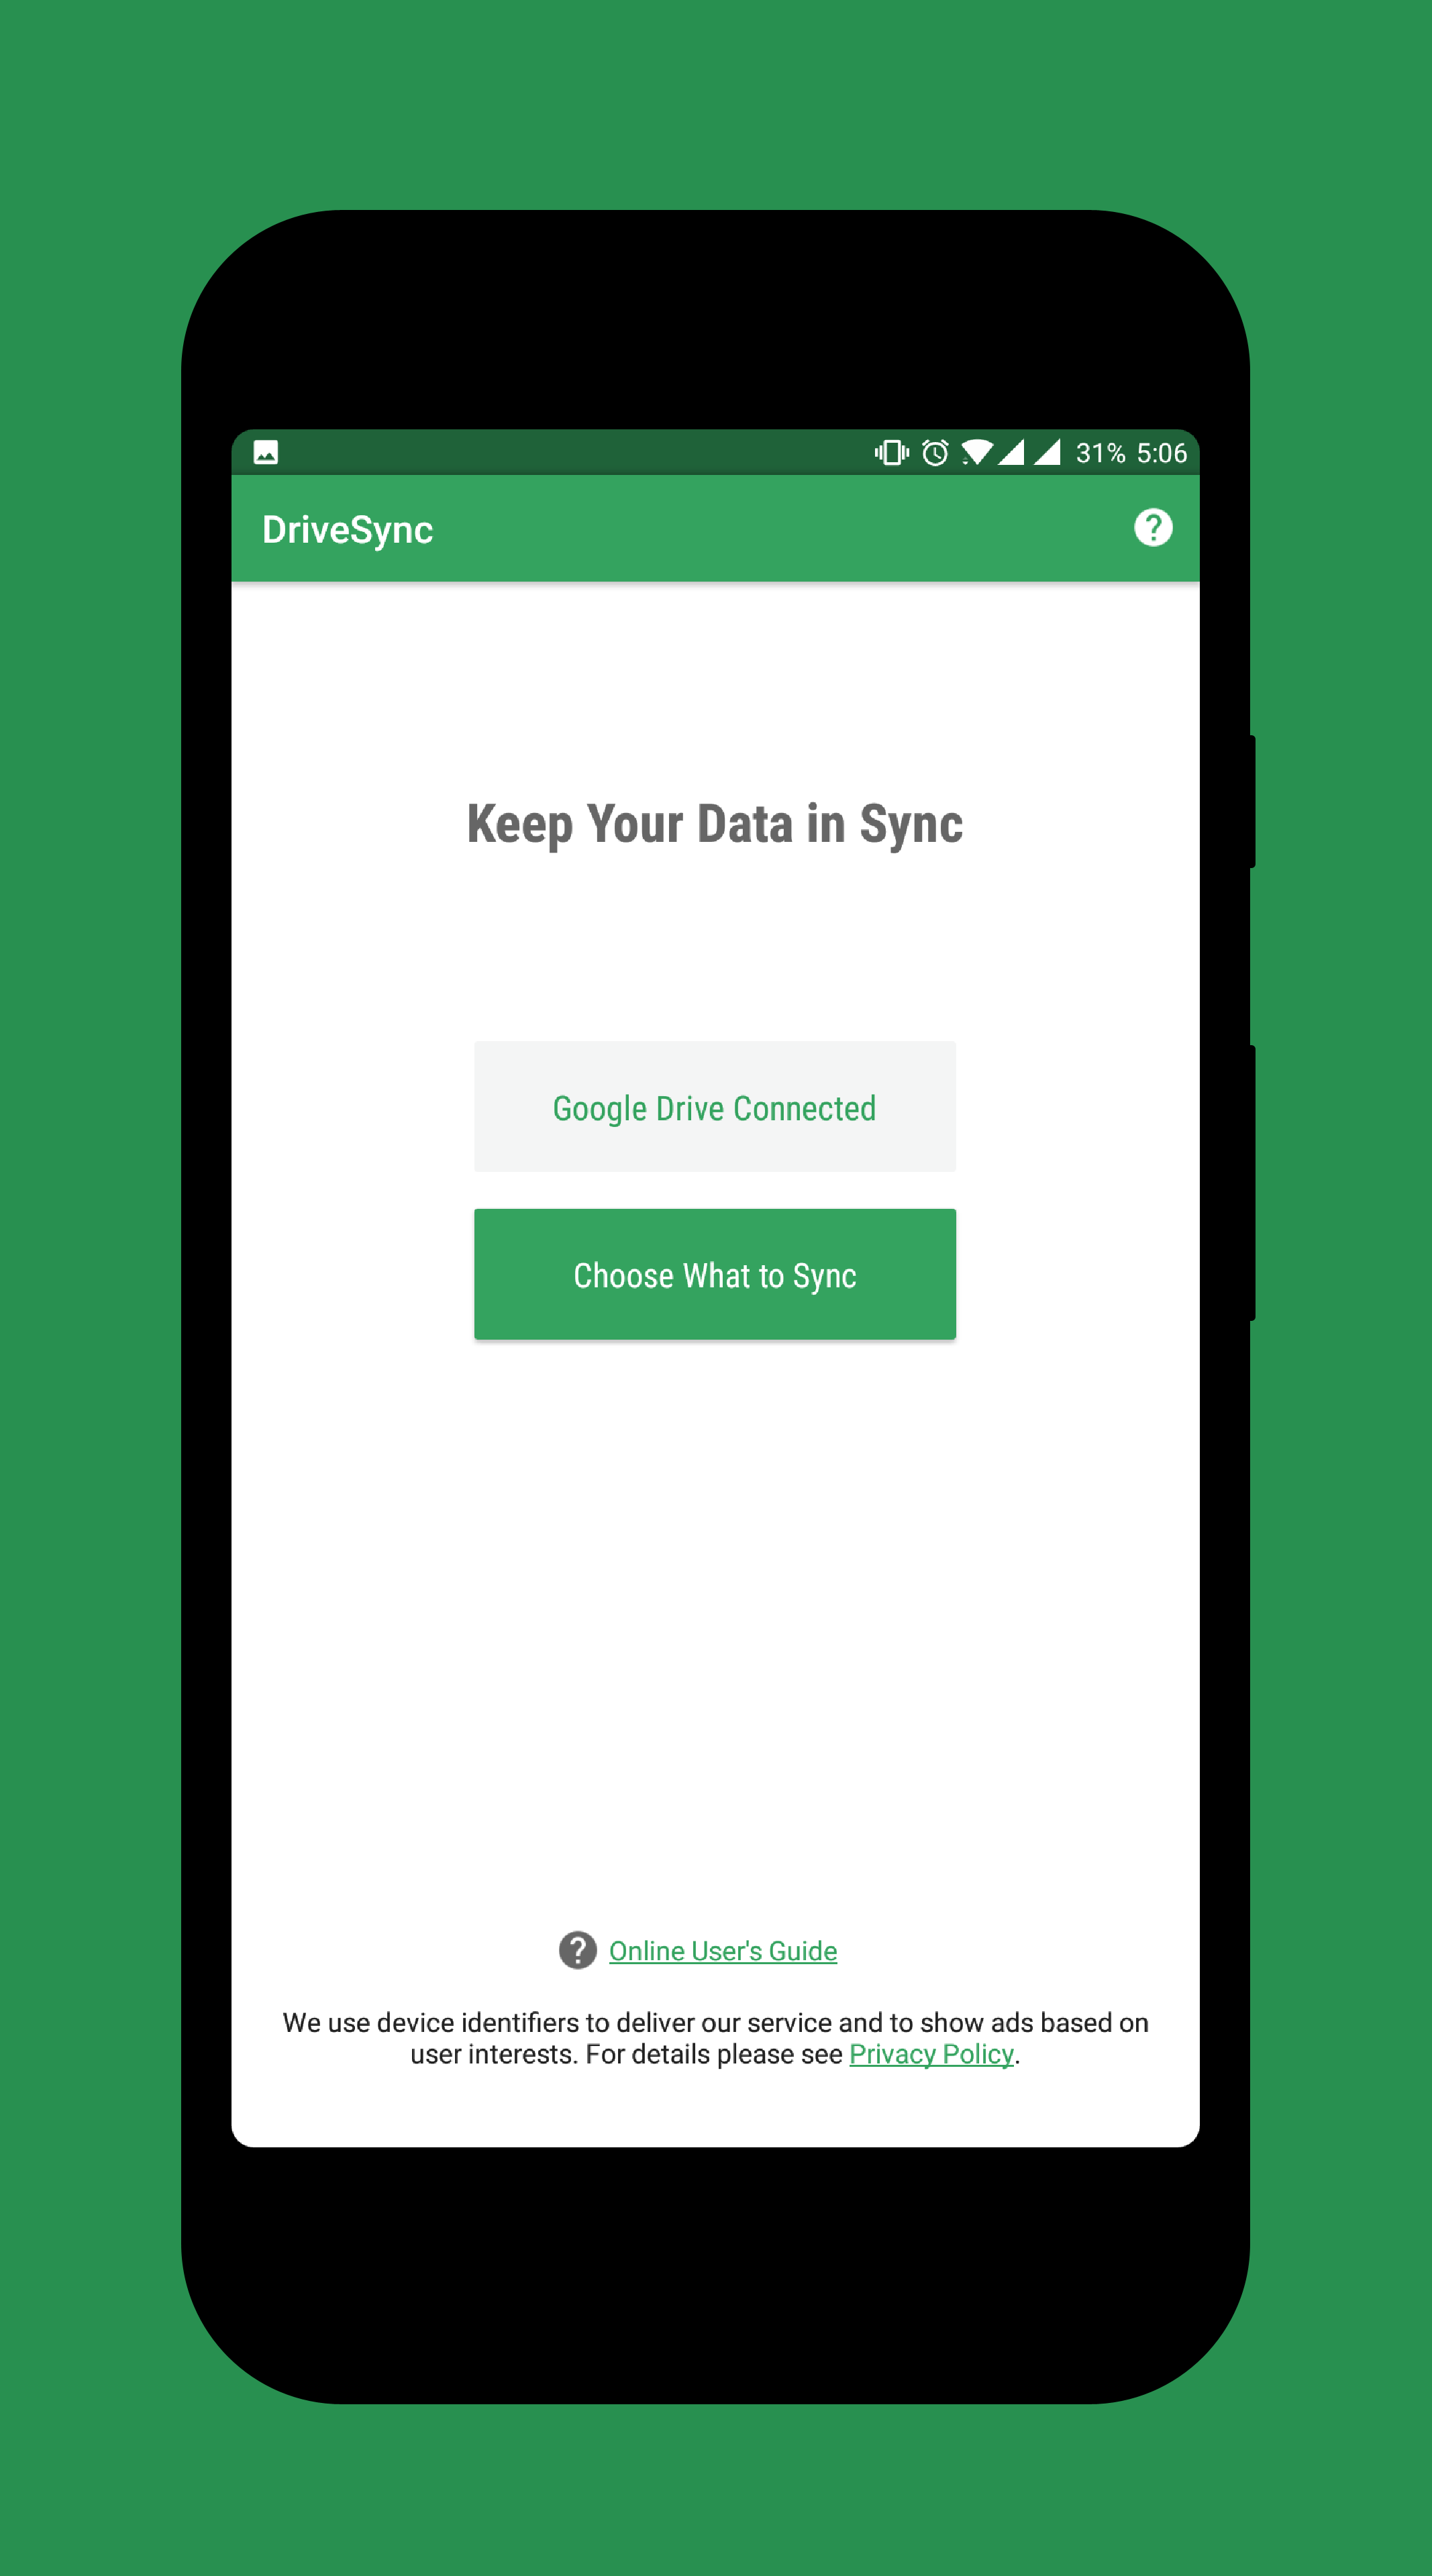 31% 5:06
DriveSync
Keep Your Data in Sync
Google Drive Connected
Choose What to Sync
Online User's Guide
We use device identifiers to deliver our service and to show ads based on
user interests. For details please see Privacy Policy.